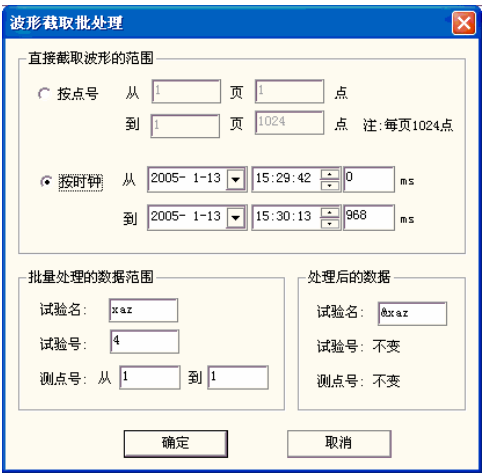 波形截取批处理
直接截取波形的范围
按点号 从 1 页 1 点
到 1 页 1024 点 注:每页1024点
按时钟 从 2005- 1-13 15:29:42 0 ms
到 2005- 1-13 15:30:13 968 ms
批量处理的数据范围
试验名: xaz
试验号: 4
测点号: 从 1 到 1
处理后的数据
试验名: &xaz
试验号: 不变
测点号: 不变
确定 取消